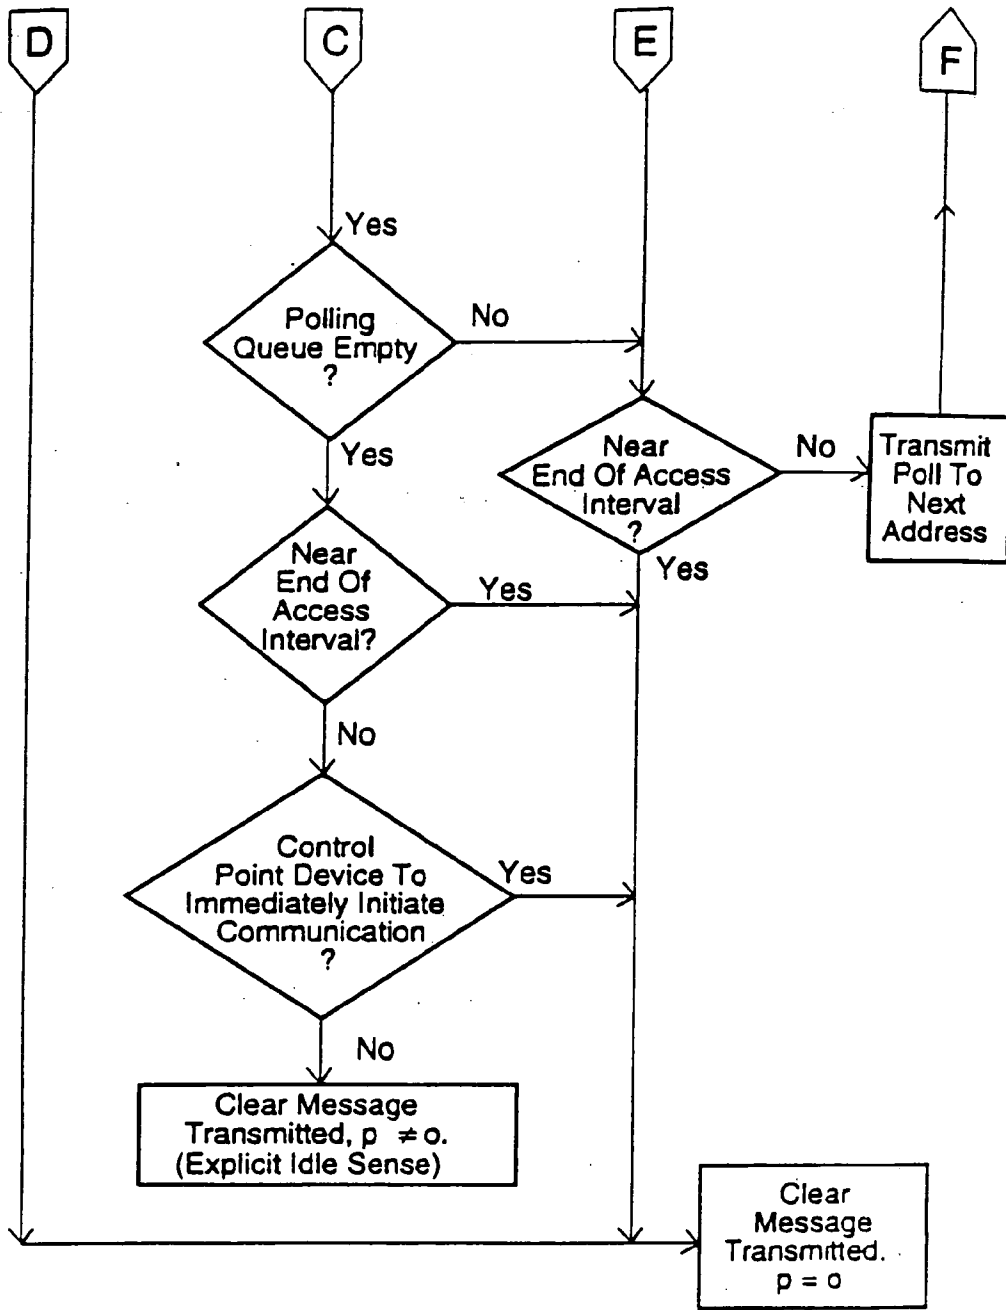 D
C
E
F
Yes
Polling
Queue Empty
?
No
Yes
Near
End Of Access
Interval
?
No
Transmit
Poll To
Next
Address
Yes
Near
End Of
Access
Interval?
Yes
No
Control
Point Device To
Immediately Initiate
Communication
?
Yes
No
Clear Message
Transmitted, p ≠ o.
(Explicit Idle Sense)
Clear
Message
Transmitted.
p = o